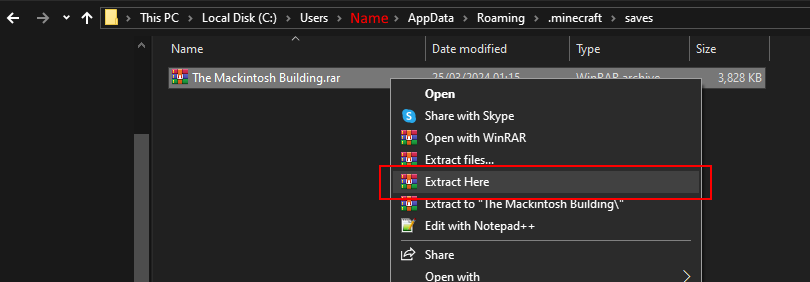 This PC > Local Disk (C:) > Users > Name > AppData > Roaming > .minecraft > saves
Name Date modified Type Size
The Mackintosh Building.rar 25/03/2024 01:15 WinRAR archive 3,828 KB
Open
Share with Skype
Open with WinRAR
Extract files...
Extract Here
Extract to "The Mackintosh Building\"
Edit with Notepad++
Share
Open with